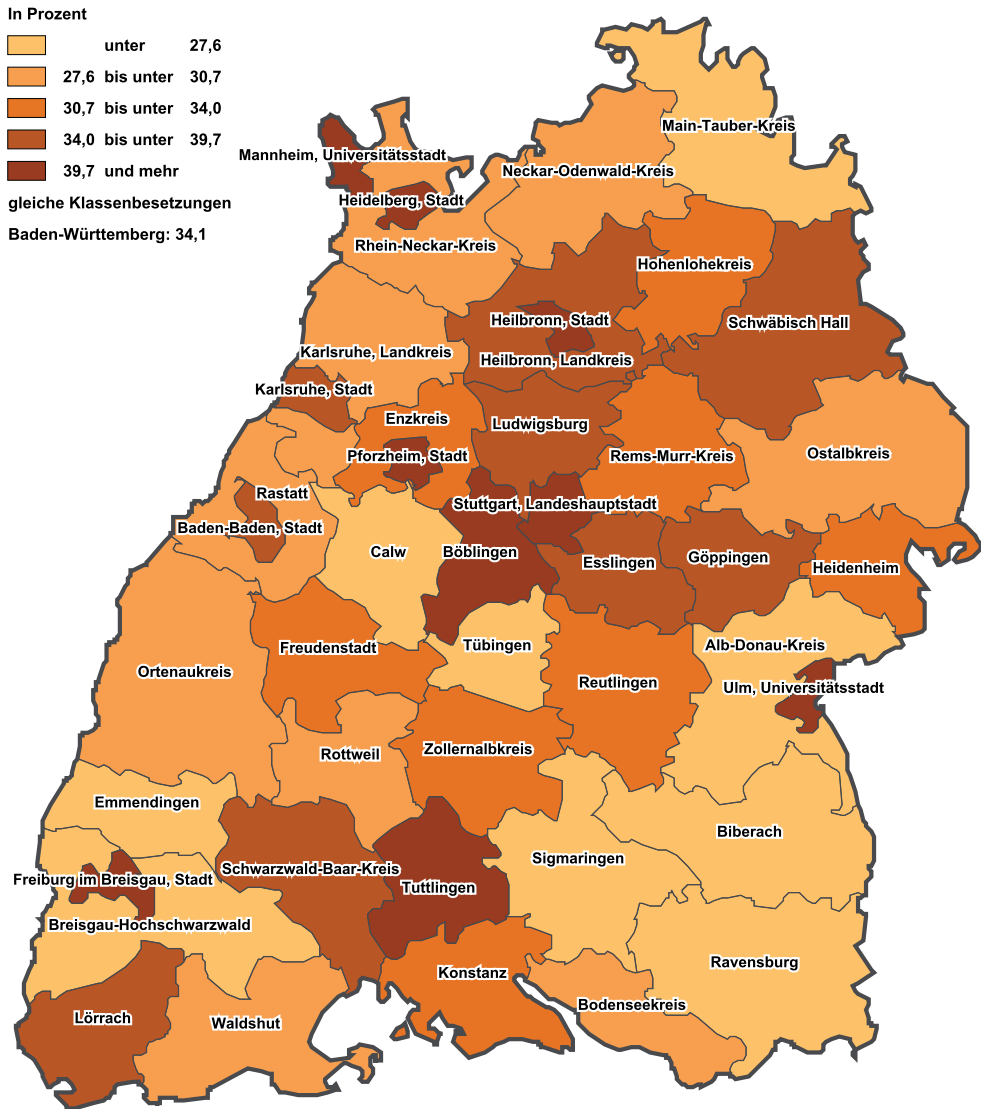 In Prozent
unter 27,6
27,6 bis unter 30,7
30,7 bis unter 34,0
34,0 bis unter 39,7
39,7 und mehr
gleiche Klassenbesetzungen
Baden-Württemberg: 34,1
Main-Tauber-Kreis
Mannheim, Universitätsstadt
Neckar-Odenwald-Kreis
Heidelberg, Stadt
Rhein-Neckar-Kreis
Hohenlohekreis
Heilbronn, Stadt
Schwäbisch Hall
Karlsruhe, Landkreis
Heilbronn, Landkreis
Karlsruhe, Stadt
Enzkreis
Ludwigsburg
Pforzheim, Stadt
Rems-Murr-Kreis
Ostalbkreis
Rastatt
Stuttgart, Landeshauptstadt
Baden-Baden, Stadt
Calw
Böblingen
Esslingen
Göppingen
Heidenheim
Freudenstadt
Tübingen
Alb-Donau-Kreis
Ortenaukreis
Reutlingen
Ulm, Universitätsstadt
Rottweil
Zollernalbkreis
Emmendingen
Biberach
Sigmaringen
Schwarzwald-Baar-Kreis
Freiburg im Breisgau, Stadt
Tuttlingen
Breisgau-Hochschwarzwald
Ravensburg
Konstanz
Bodenseekreis
Lörrach
Waldshut